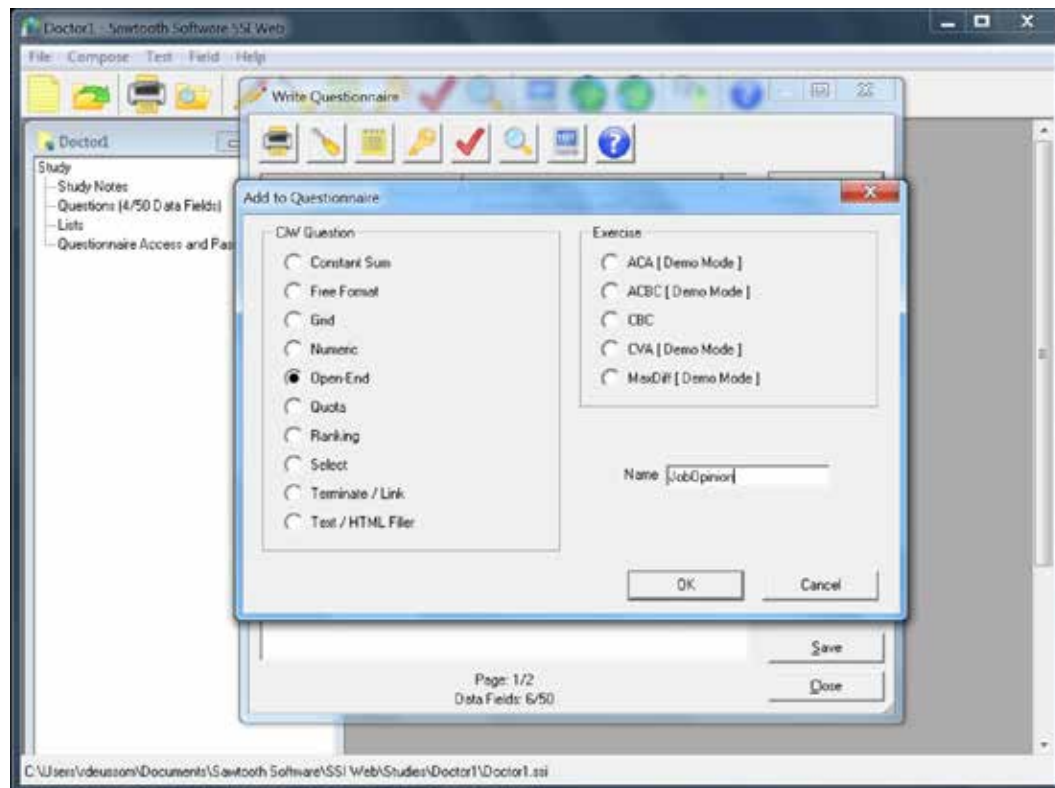 Doctor1 - Sawtooth Software SSI Web
File Compose Test Field Help
Write Questionnaire
Doctor1
Study
Study Notes
Questions (4/50 Data Fields)
Lists
Questionnaire Access and Pas
Add to Questionnaire
CiW Question
Constant Sum
Free Format
Grid
Numeric
Open-End
Quota
Ranking
Select
Terminate / Link
Text / HTML Filler
Exercise
ACA [ Demo Mode ]
ACBC [ Demo Mode ]
CBC
CVA [ Demo Mode ]
MaxDiff [ Demo Mode ]
Name JobOpinion
OK Cancel
Save
Close
Page: 1/2
Data Fields: 6/50
C:\Users\rdeussom\Documents\Sawtooth Software\SSI Web\Studies\Doctor1\Doctor1.ssi